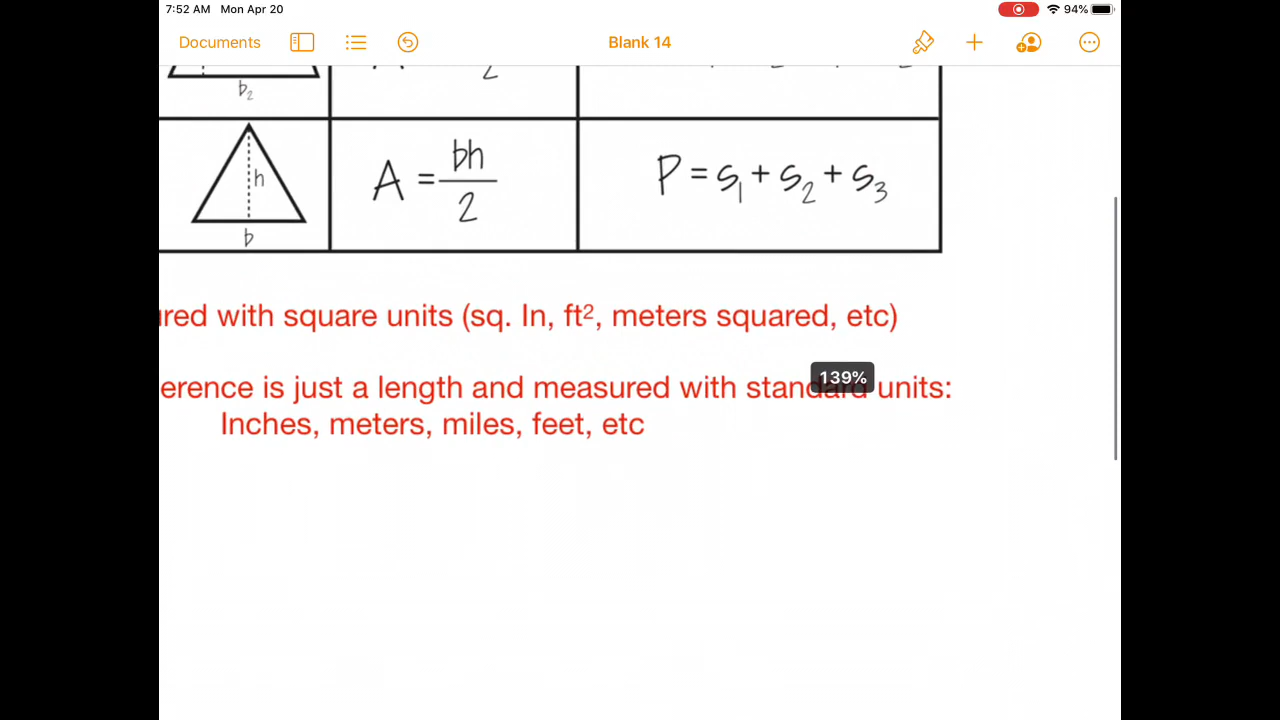 7:52 AM Mon Apr 20
94%
Documents
Blank 14
b2
2
h
b
A = bh
2
P = s1 + s2 + s3
red with square units (sq. In, ft², meters squared, etc)
139%
erence is just a length and measured with standard units:
Inches, meters, miles, feet, etc